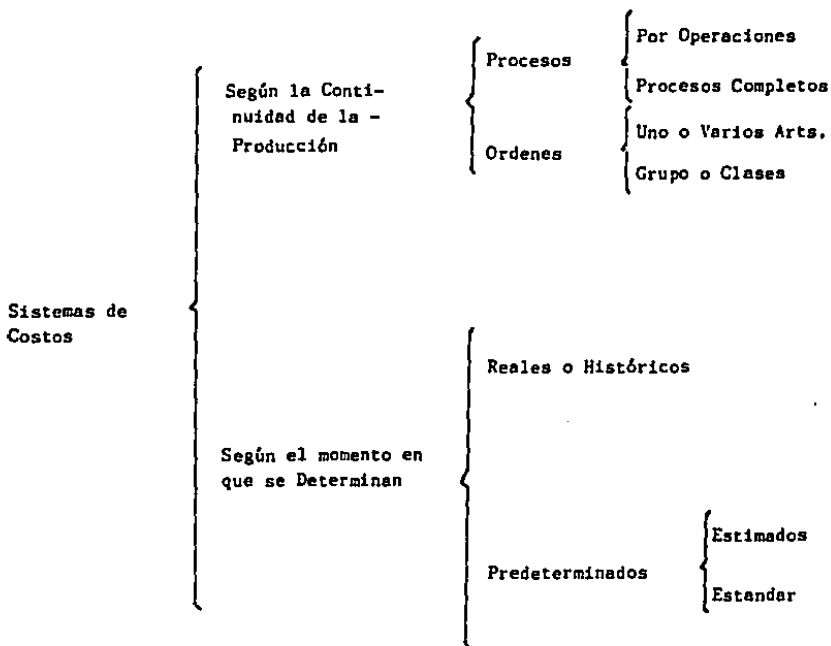 Por Operaciones
Procesos
Procesos Completos
Según la Conti-
nuidad de la -
Producción
Uno o Varios Arts.
Ordenes
Grupo o Clases
Sistemas de
Costos
Reales o Históricos
Según el momento en
que se Determinan
Estimados
Predeterminados
Estandar